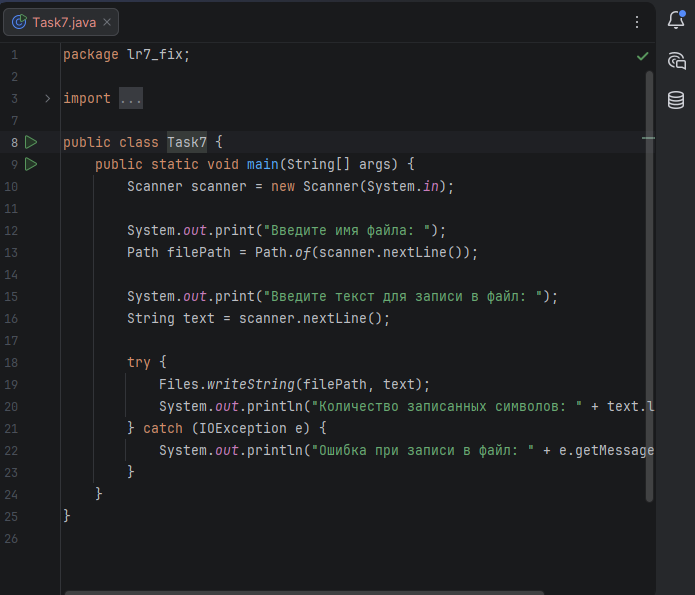 Task7.java
1 package lr7_fix;
2
3 import ...
7
8 public class Task7 {
9 public static void main(String[] args) {
10 Scanner scanner = new Scanner(System.in);
11
12 System.out.print("Введите имя файла: ");
13 Path filePath = Path.of(scanner.nextLine());
14
15 System.out.print("Введите текст для записи в файл: ");
16 String text = scanner.nextLine();
17
18 try {
19 Files.writeString(filePath, text);
20 System.out.println("Количество записанных символов: " + text.l
21 } catch (IOException e) {
22 System.out.println("Ошибка при записи в файл: " + e.getMessage
23 }
24 }
25 }
26